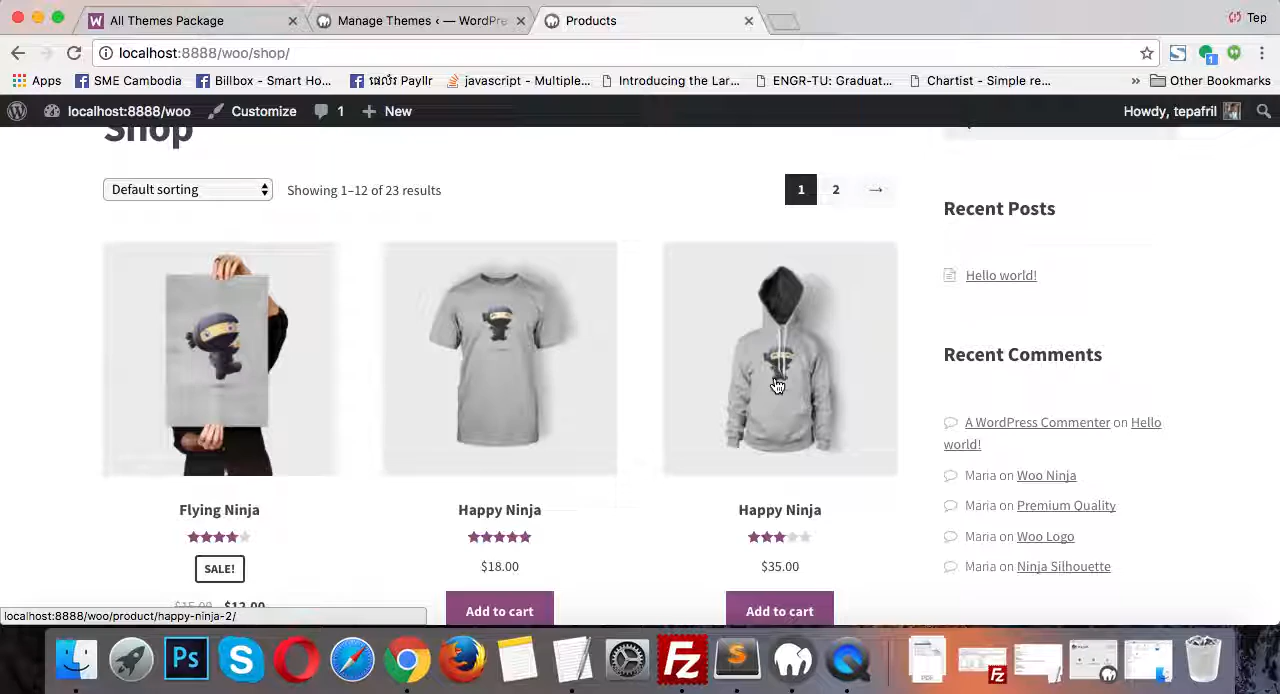 All Themes Package
Manage Themes ‹ — WordPre
Products
Tep
localhost:8888/woo/shop/
Apps
SME Cambodia
Billbox - Smart Ho...
javascript - Multiple...
Introducing the Lar...
ENGR-TU: Graduat...
Chartist - Simple re...
»
Other Bookmarks
localhost:8888/woo
Customize
1
New
Howdy, tepafril
Shop
Default sorting
Showing 1–12 of 23 results
1 2 →
Recent Posts
Hello world!
Recent Comments
A WordPress Commenter on Hello
world!
Maria on Woo Ninja
Maria on Premium Quality
Maria on Woo Logo
Maria on Ninja Silhouette
Flying Ninja
SALE!
$15.00 $12.00
Happy Ninja
$18.00
Add to cart
Happy Ninja
$35.00
Add to cart
localhost:8888/woo/product/happy-ninja-2/
Ps
S
Fz
S
Fz